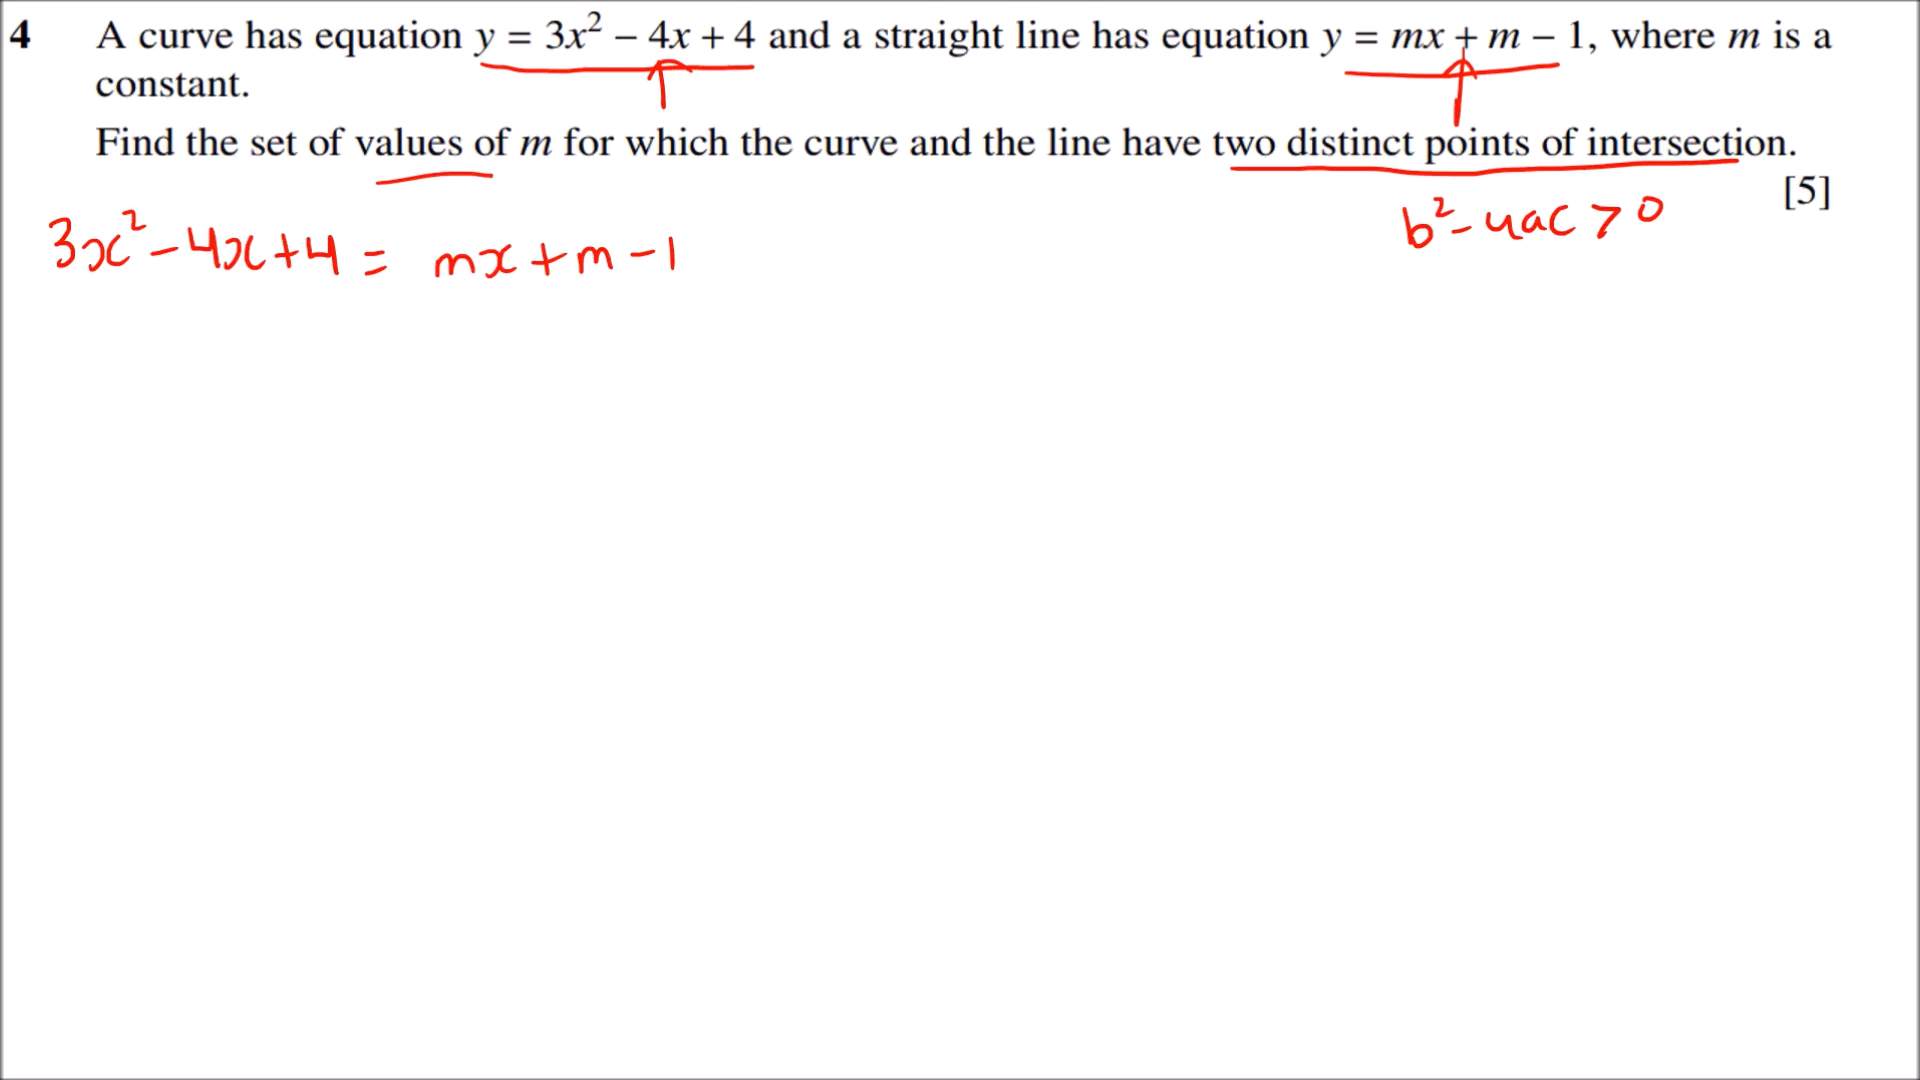 4 A curve has equation y = 3x² − 4x + 4 and a straight line has equation y = mx + m − 1, where m is a
constant.
Find the set of values of m for which the curve and the line have two distinct points of intersection.
[5]
3x² − 4x + 4 = mx + m − 1
b² − 4ac > 0